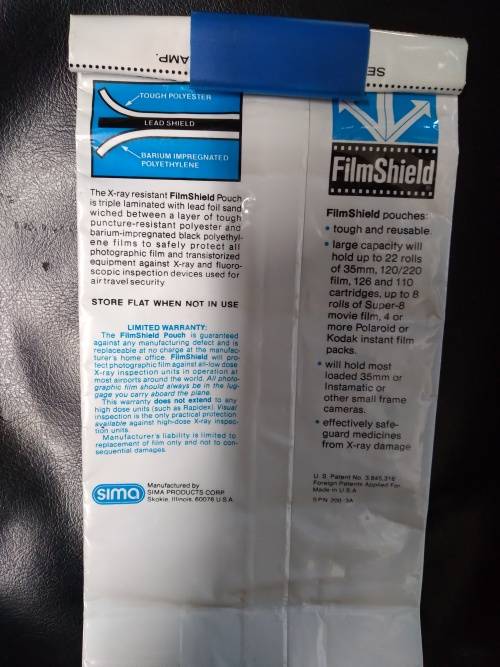 AMP.
SE
TOUGH POLYESTER
LEAD SHIELD
BARIUM IMPREGNATED
POLYETHYLENE
The X-ray resistant FilmShield Pouch
is triple laminated with lead foil sand-
wiched between a layer of tough
puncture-resistant polyester and
barium-impregnated black polyethyl-
ene films to safely protect all
photographic film and transistorized
equipment against X-ray and fluoro-
scopic inspection devices used for
air travel security.
STORE FLAT WHEN NOT IN USE
LIMITED WARRANTY:
The FilmShield Pouch is guaranteed
against any manufacturing defect and is
replaceable at no charge at the manufac-
turer's home office. FilmShield will pro-
tect photographic film against all-low dose
X-ray inspection units in operation at
most airports around the world. All photo-
graphic film should always be in the lug-
gage you carry aboard the plane.
This warranty does not extend to any
high dose units (such as Rapidex). Visual
inspection is the only practical protection
available against high-dose X-ray inspec-
tion units.
Manufacturer's liability is limited to
replacement of film only and not to con-
sequential damages.
sima
Manufactured by
SIMA PRODUCTS CORP.
Skokie, Illinois, 60076 U.S.A.
FilmShield
FilmShield pouches:
• tough and reusable.
• large capacity will
hold up to 22 rolls
of 35mm, 120/220
film, 126 and 110
cartridges, up to 8
rolls of Super-8
movie film, 4 or
more Polaroid or
Kodak instant film
packs.
• will hold most
loaded 35mm or
Instamatic or
other small frame
cameras.
• effectively safe-
guard medicines
from X-ray damage
U.S. Patent No. 3,845,318
Foreign Patents Applied For
Made in U.S.A.
SPN 200-3A